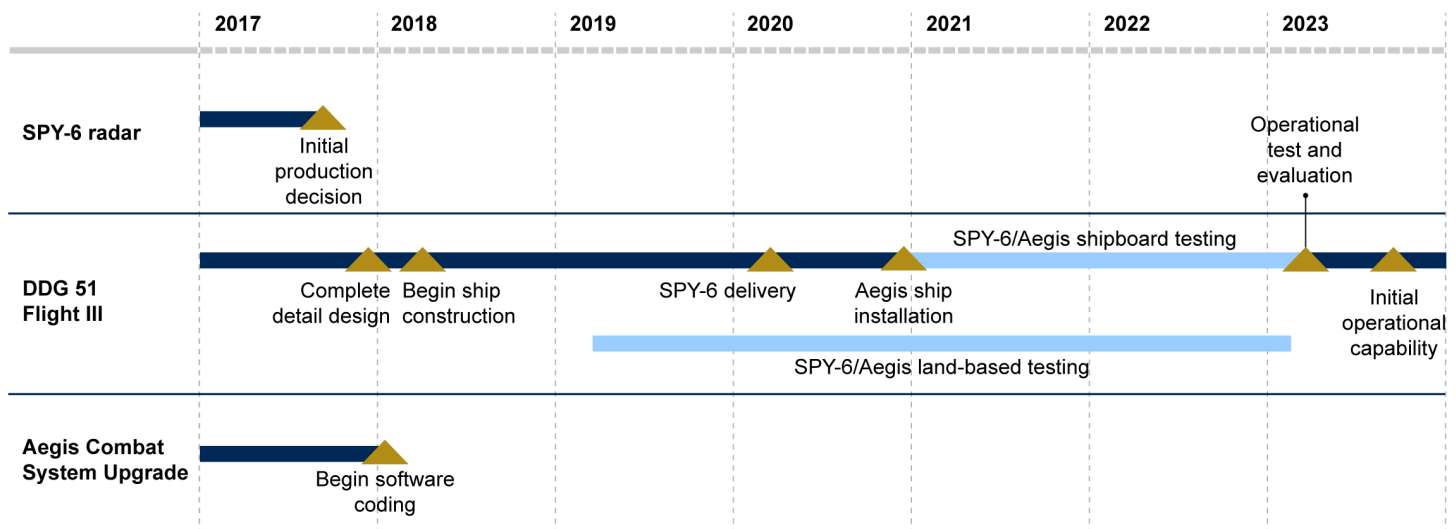 2017
2018
2019
2020
2021
2022
2023
SPY-6 radar
Initial
production
decision
Operational
test and
evaluation
DDG 51
Flight III
SPY-6/Aegis shipboard testing
Complete
detail design
Begin ship
construction
SPY-6 delivery
Aegis ship
installation
Initial
operational
capability
SPY-6/Aegis land-based testing
Aegis Combat
System Upgrade
Begin software
coding